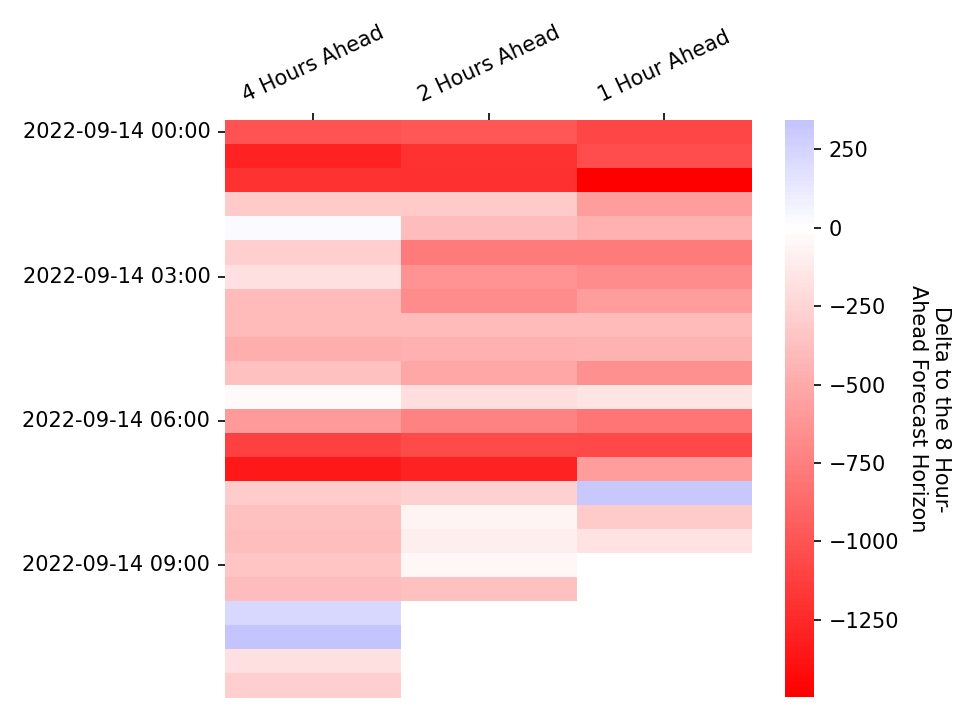 4 Hours Ahead
2 Hours Ahead
1 Hour Ahead
2022-09-14 00:00
2022-09-14 03:00
2022-09-14 06:00
2022-09-14 09:00
250
0
−250
−500
−750
−1000
−1250
Delta to the 8 Hour-
Ahead Forecast Horizon